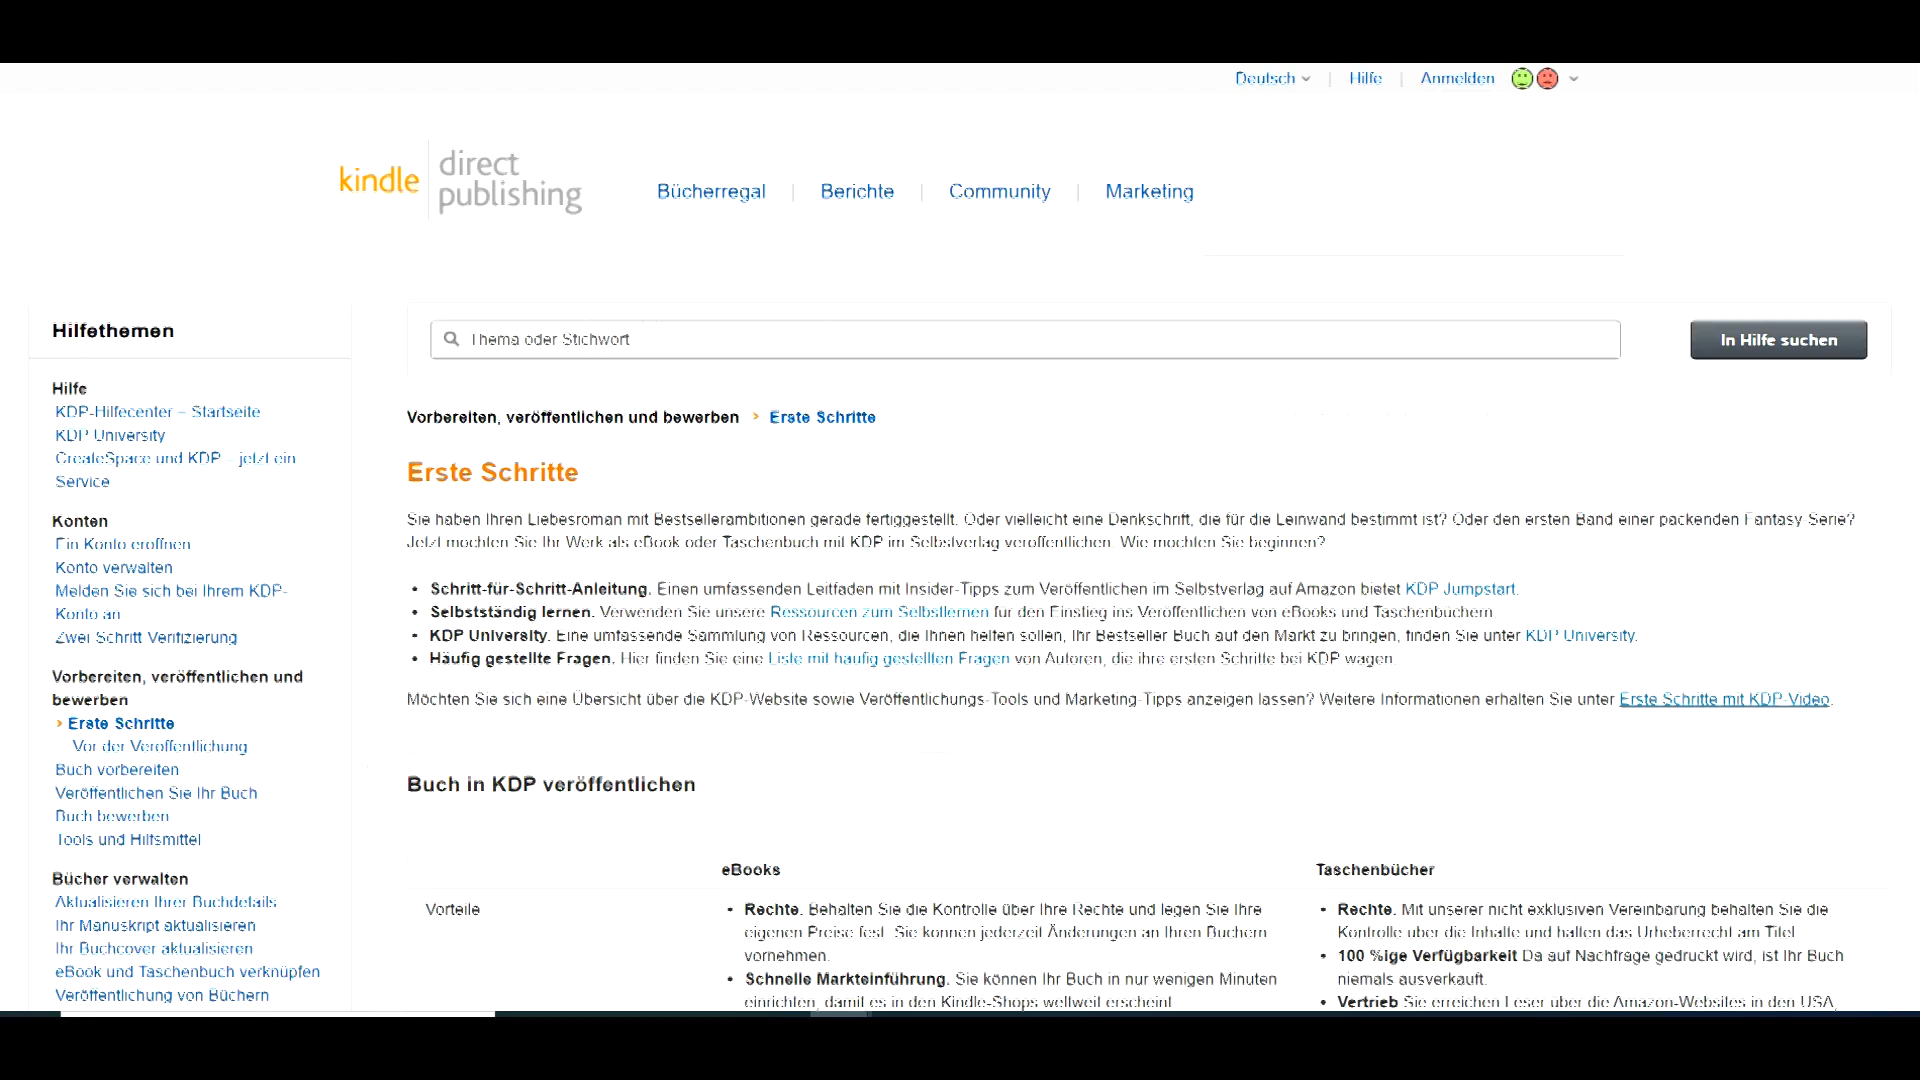 Deutsch | Hilfe | Anmelden
kindle direct publishing
Bücherregal | Berichte | Community | Marketing
Hilfethemen
Hilfe
KDP-Hilfecenter – Startseite
KDP University
CreateSpace und KDP – jetzt ein
Service
Konten
Ein Konto eröffnen
Konto verwalten
Melden Sie sich bei Ihrem KDP-
Konto an
Zwei Schritt Verifizierung
Vorbereiten, veröffentlichen und
bewerben
› Erste Schritte
Vor der Veröffentlichung
Buch vorbereiten
Veröffentlichen Sie Ihr Buch
Buch bewerben
Tools und Hilfsmittel
Bücher verwalten
Aktualisieren Ihrer Buchdetails
Ihr Manuskript aktualisieren
Ihr Buchcover aktualisieren
eBook und Taschenbuch verknüpfen
Veröffentlichung von Büchern
Thema oder Stichwort
In Hilfe suchen
Vorbereiten, veröffentlichen und bewerben › Erste Schritte
Erste Schritte
Sie haben Ihren Liebesroman mit Bestsellerambitionen gerade fertiggestellt. Oder vielleicht eine Denkschrift, die für die Leinwand bestimmt ist? Oder den ersten Band einer packenden Fantasy Serie?
Jetzt möchten Sie Ihr Werk als eBook oder Taschenbuch mit KDP im Selbstverlag veröffentlichen. Wie möchten Sie beginnen?
• Schritt-für-Schritt-Anleitung. Einen umfassenden Leitfaden mit Insider-Tipps zum Veröffentlichen im Selbstverlag auf Amazon bietet KDP Jumpstart.
• Selbstständig lernen. Verwenden Sie unsere Ressourcen zum Selbstlernen für den Einstieg ins Veröffentlichen von eBooks und Taschenbüchern.
• KDP University. Eine umfassende Sammlung von Ressourcen, die Ihnen helfen sollen, Ihr Bestseller Buch auf den Markt zu bringen, finden Sie unter KDP University.
• Häufig gestellte Fragen. Hier finden Sie eine Liste mit häufig gestellten Fragen von Autoren, die ihre ersten Schritte bei KDP wagen.
Möchten Sie sich eine Übersicht über die KDP-Website sowie Veröffentlichungs-Tools und Marketing-Tipps anzeigen lassen? Weitere Informationen erhalten Sie unter Erste Schritte mit KDP-Video.
Buch in KDP veröffentlichen
eBooks
Taschenbücher
Vorteile
• Rechte. Behalten Sie die Kontrolle über Ihre Rechte und legen Sie Ihre
eigenen Preise fest. Sie können jederzeit Änderungen an Ihren Büchern
vornehmen.
• Schnelle Markteinführung. Sie können Ihr Buch in nur wenigen Minuten
einrichten, damit es in den Kindle-Shops weltweit erscheint.
• Rechte. Mit unserer nicht exklusiven Vereinbarung behalten Sie die
Kontrolle über die Inhalte und halten das Urheberrecht am Titel.
• 100 %ige Verfügbarkeit Da auf Nachfrage gedruckt wird, ist Ihr Buch
niemals ausverkauft.
• Vertrieb Sie erreichen Leser über die Amazon-Websites in den USA,